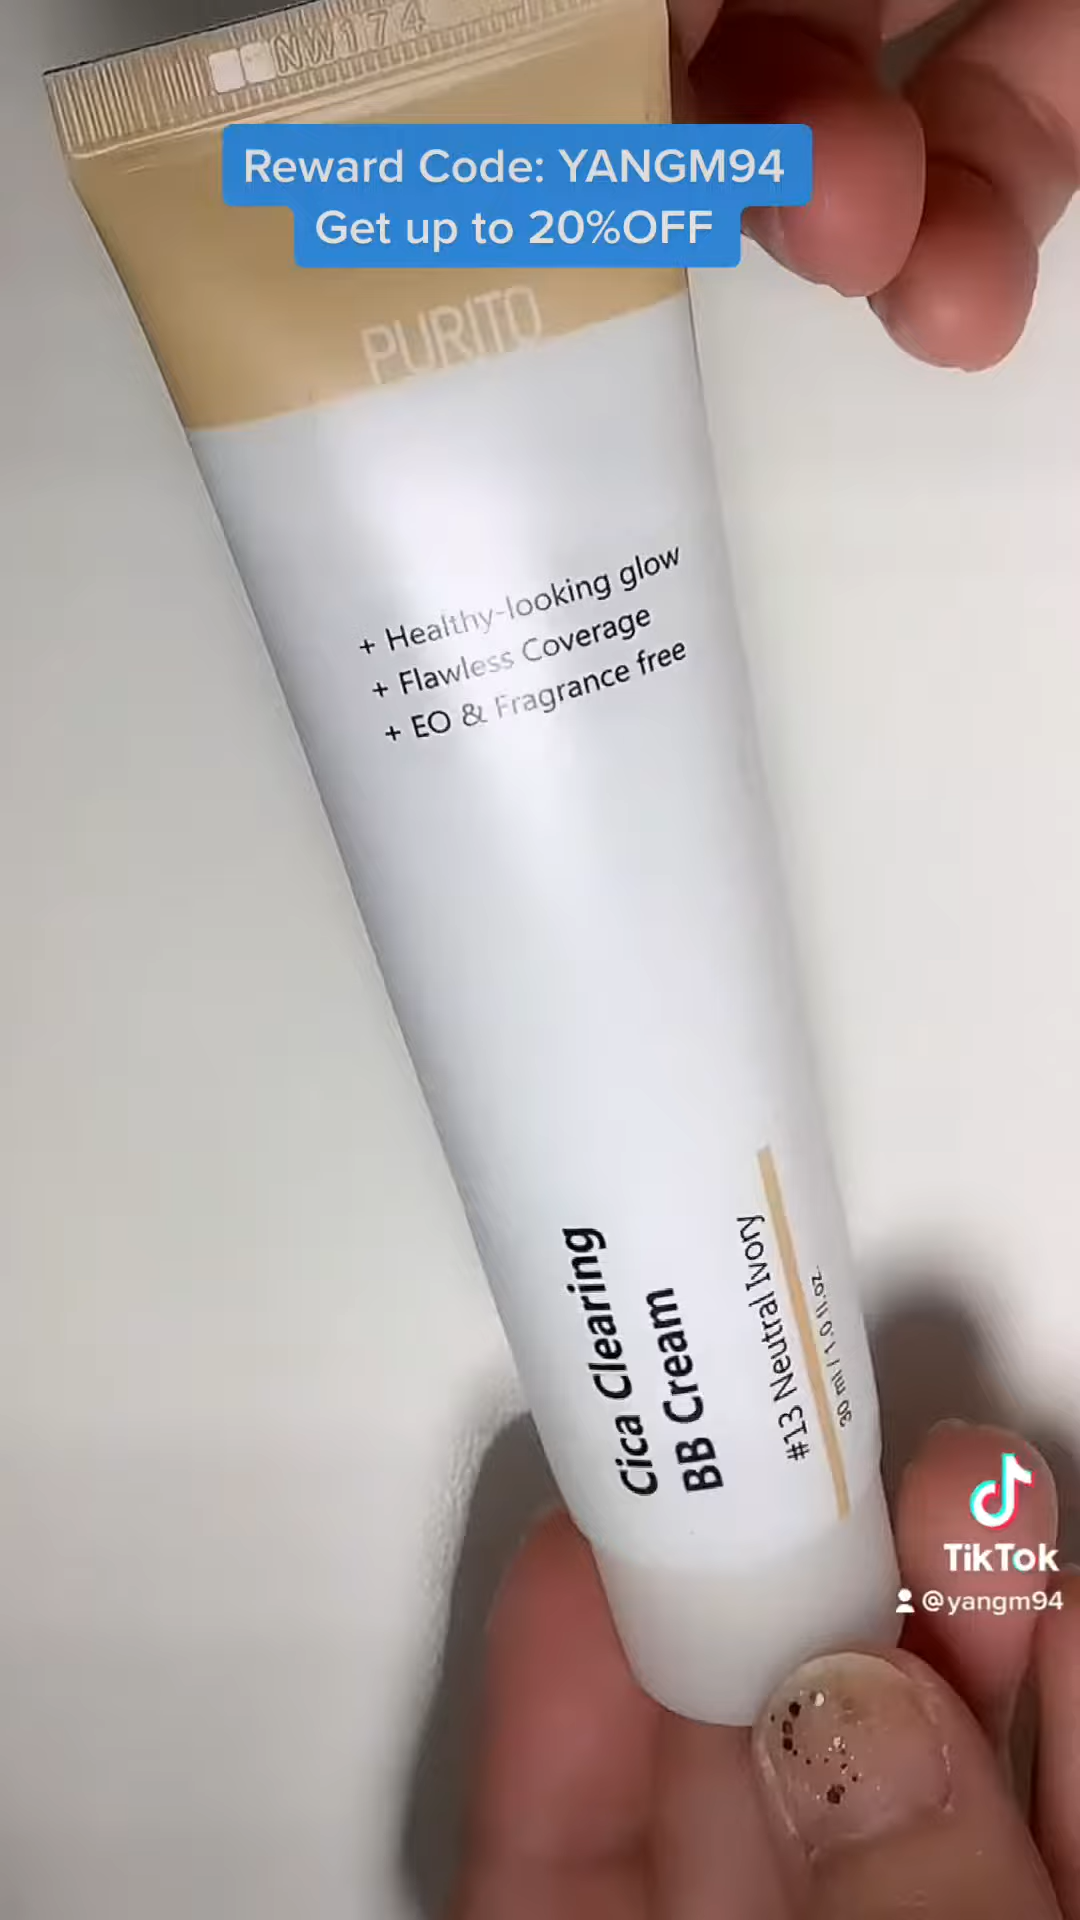 NW174
Reward Code: YANGM94
Get up to 20%OFF
PURITO
+ Healthy-looking glow
+ Flawless Coverage
+ EO & Fragrance free
Cica Clearing
BB Cream
#13 Neutral Ivory
30 ml / 1.0 fl.oz.
TikTok
@yangm94